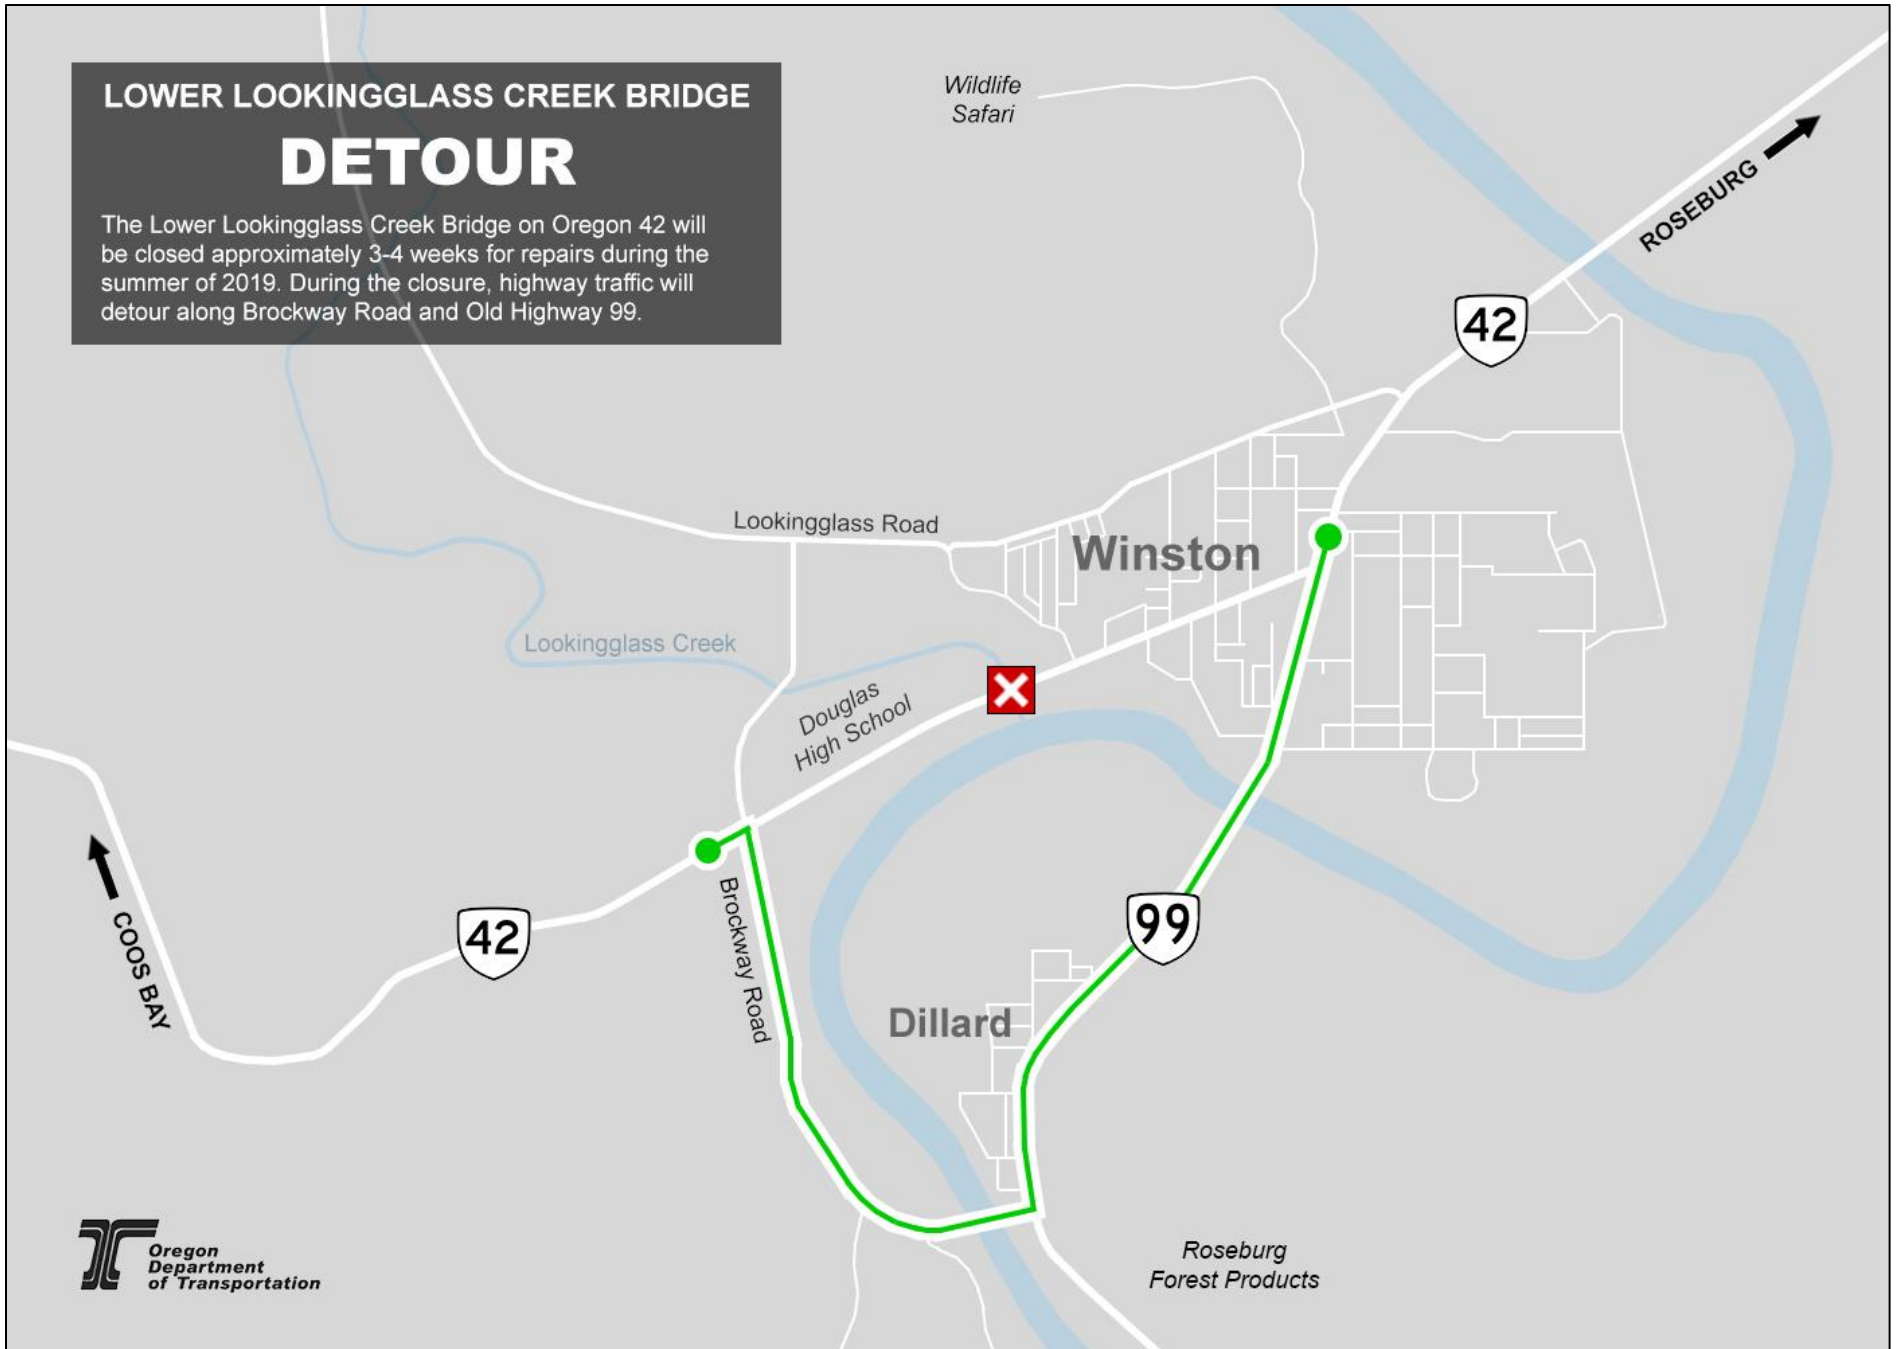 LOWER LOOKINGGLASS CREEK BRIDGE
DETOUR
The Lower Lookingglass Creek Bridge on Oregon 42 will
be closed approximately 3-4 weeks for repairs during the
summer of 2019. During the closure, highway traffic will
detour along Brockway Road and Old Highway 99.
Wildlife
Safari
ROSEBURG
42
Lookingglass Road
Winston
Lookingglass Creek
Douglas
High School
COOS BAY
42
Brockway Road
99
Dillard
Roseburg
Forest Products
Oregon
Department
of Transportation